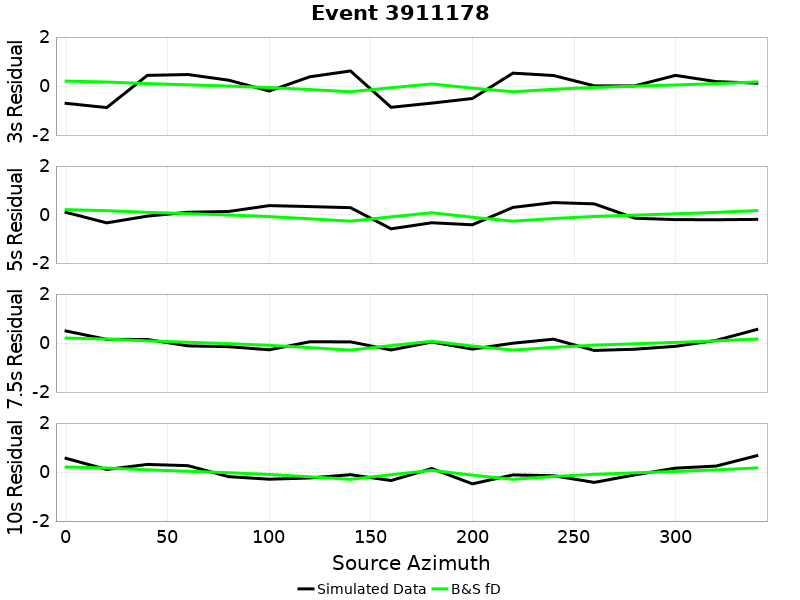 Event 3911178
3s Residual
2
0
-2
5s Residual
2
0
-2
7.5s Residual
2
0
-2
10s Residual
2
0
-2
0 50 100 150 200 250 300
Source Azimuth
Simulated Data B&S fD